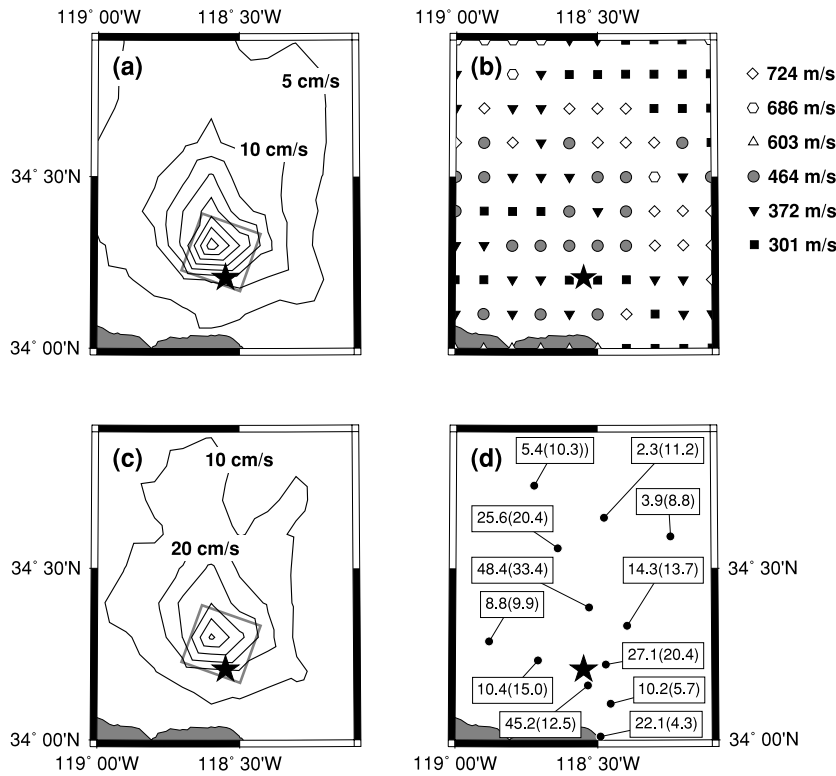 119° 00'W
118° 30'W
119° 00'W
118° 30'W
(a)
5 cm/s
10 cm/s
34° 30'N
34° 00'N
(b)
724 m/s
686 m/s
603 m/s
464 m/s
372 m/s
301 m/s
(c)
10 cm/s
20 cm/s
34° 30'N
34° 00'N
119° 00'W
118° 30'W
(d)
5.4(10.3))
2.3(11.2)
3.9(8.8)
25.6(20.4)
48.4(33.4)
14.3(13.7)
34° 30'N
8.8(9.9)
27.1(20.4)
10.4(15.0)
10.2(5.7)
45.2(12.5)
22.1(4.3)
34° 00'N
119° 00'W
118° 30'W